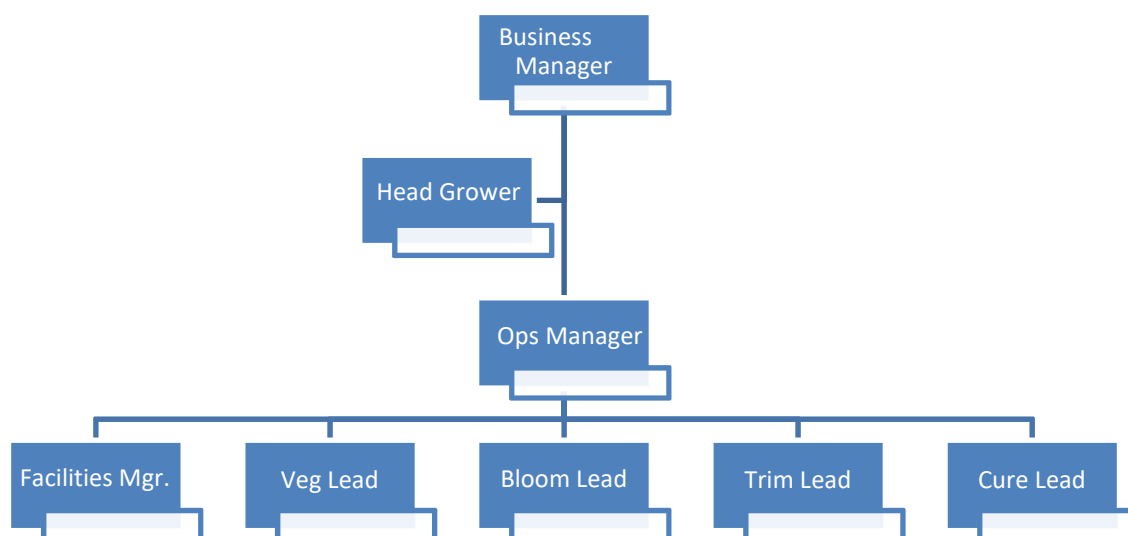 Business
Manager
Head Grower
Ops Manager
Facilities Mgr.
Veg Lead
Bloom Lead
Trim Lead
Cure Lead